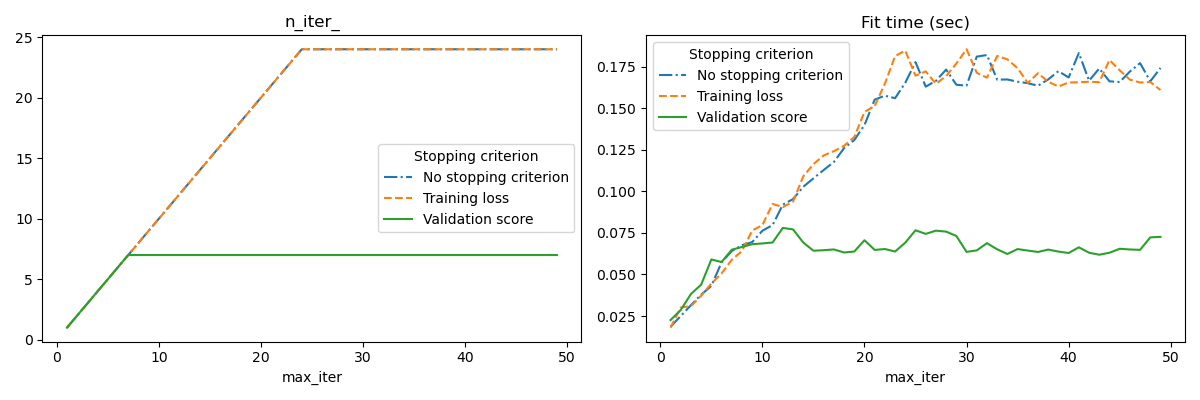 n_iter_
25
20
15
10
5
0
0
10
20
30
40
50
max_iter
Stopping criterion
No stopping criterion
Training loss
Validation score
Fit time (sec)
0.175
0.150
0.125
0.100
0.075
0.050
0.025
0
10
20
30
40
50
max_iter
Stopping criterion
No stopping criterion
Training loss
Validation score